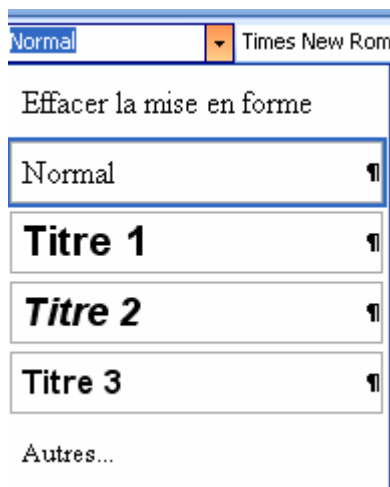 Normal Times New Rom
Effacer la mise en forme
Normal ¶
Titre 1 ¶
Titre 2 ¶
Titre 3 ¶
Autres...